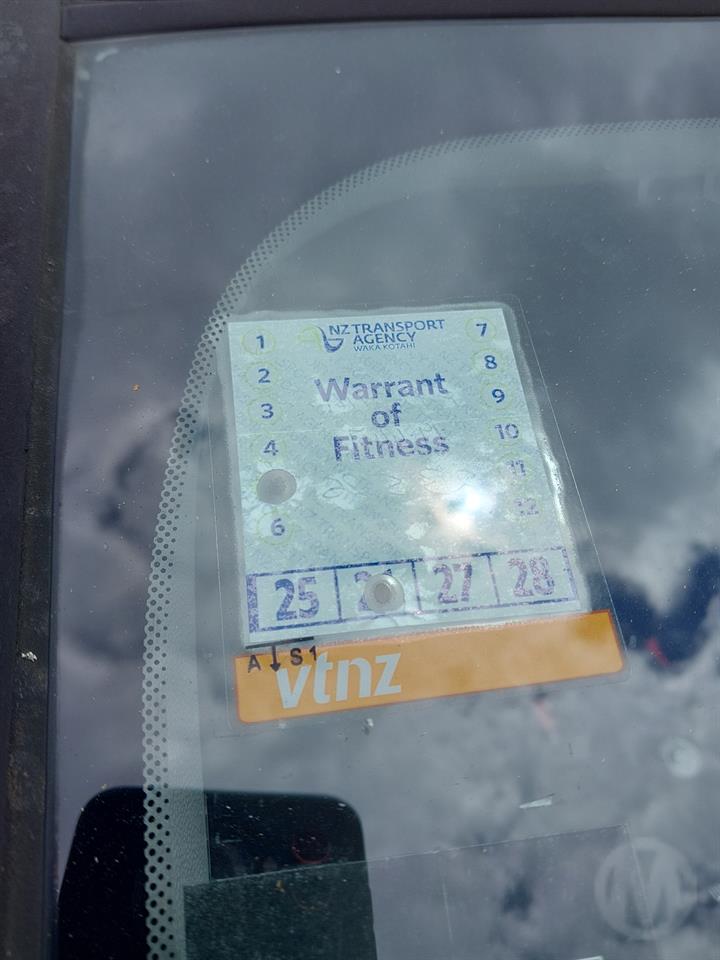 NZ TRANSPORT
AGENCY
WAKA KOTAHI
Warrant
of
Fitness
1
2
3
4
6
7
8
9
10
11
12
25 27 28
A S1
vtnz
M